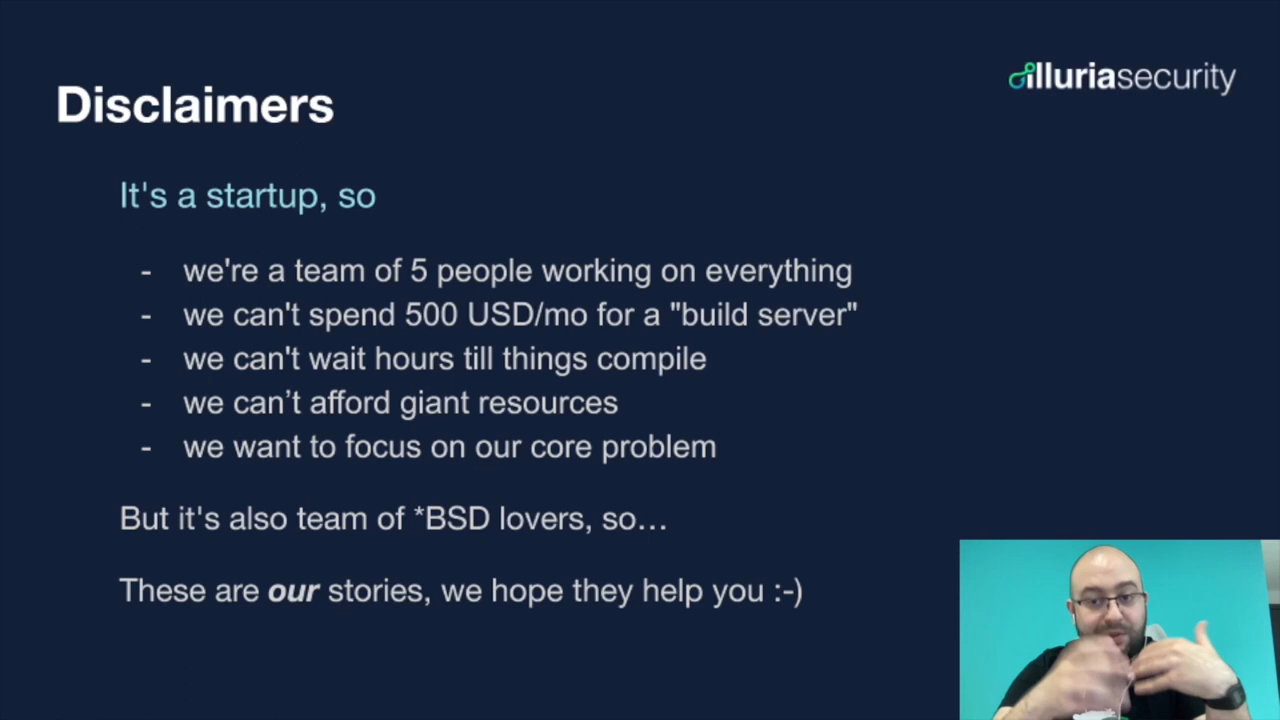 illuriasecurity
Disclaimers
It's a startup, so
- we're a team of 5 people working on everything
- we can't spend 500 USD/mo for a "build server"
- we can't wait hours till things compile
- we can’t afford giant resources
- we want to focus on our core problem
But it's also team of *BSD lovers, so…
These are our stories, we hope they help you :-)